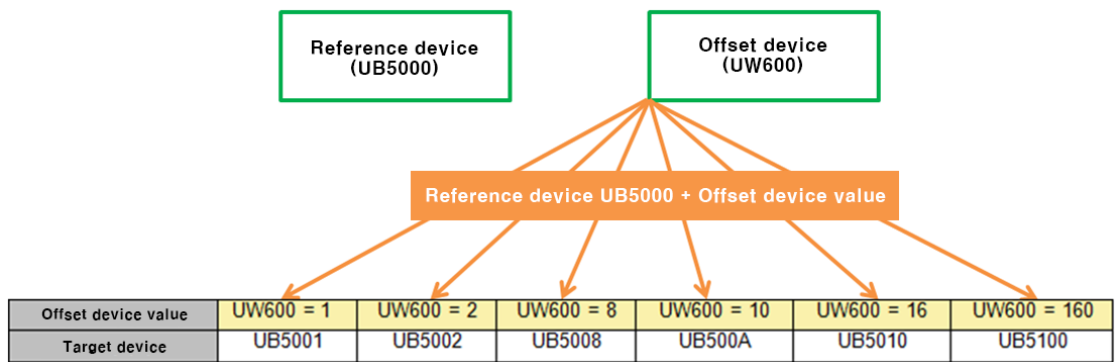 Reference device
(UB5000)
Offset device
(UW600)
Reference device UB5000 + Offset device value
Offset device value UW600 = 1 UW600 = 2 UW600 = 8 UW600 = 10 UW600 = 16 UW600 = 160
Target device UB5001 UB5002 UB5008 UB500A UB5010 UB5100